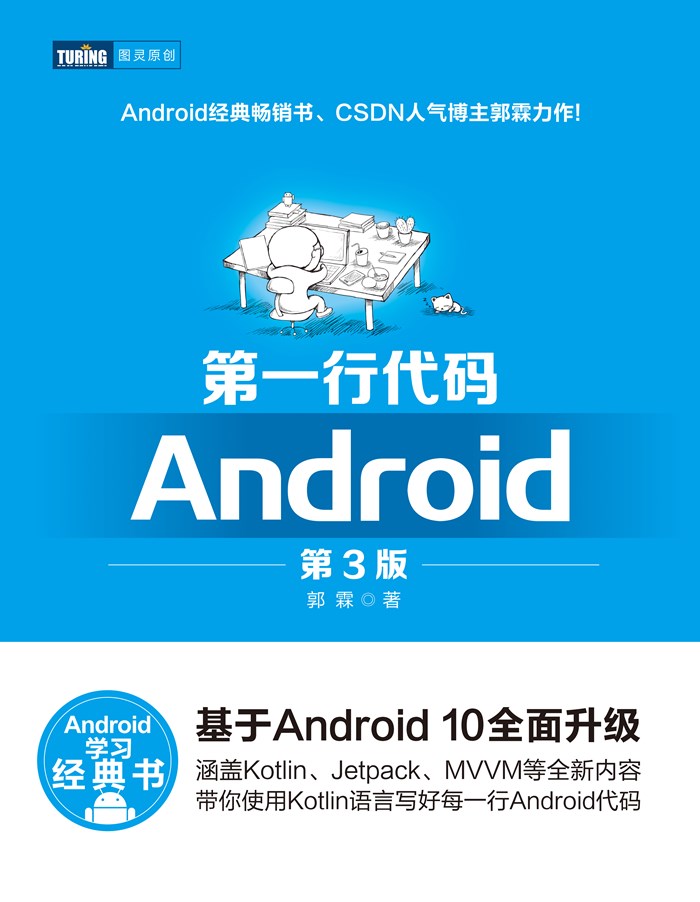 TURING 图灵原创
Android经典畅销书、CSDN人气博主郭霖力作!
第一行代码
Android
第3版
郭霖◎著
Android
学习
经典书
基于Android 10全面升级
涵盖Kotlin、Jetpack、MVVM等全新内容
带你使用Kotlin语言写好每一行Android代码